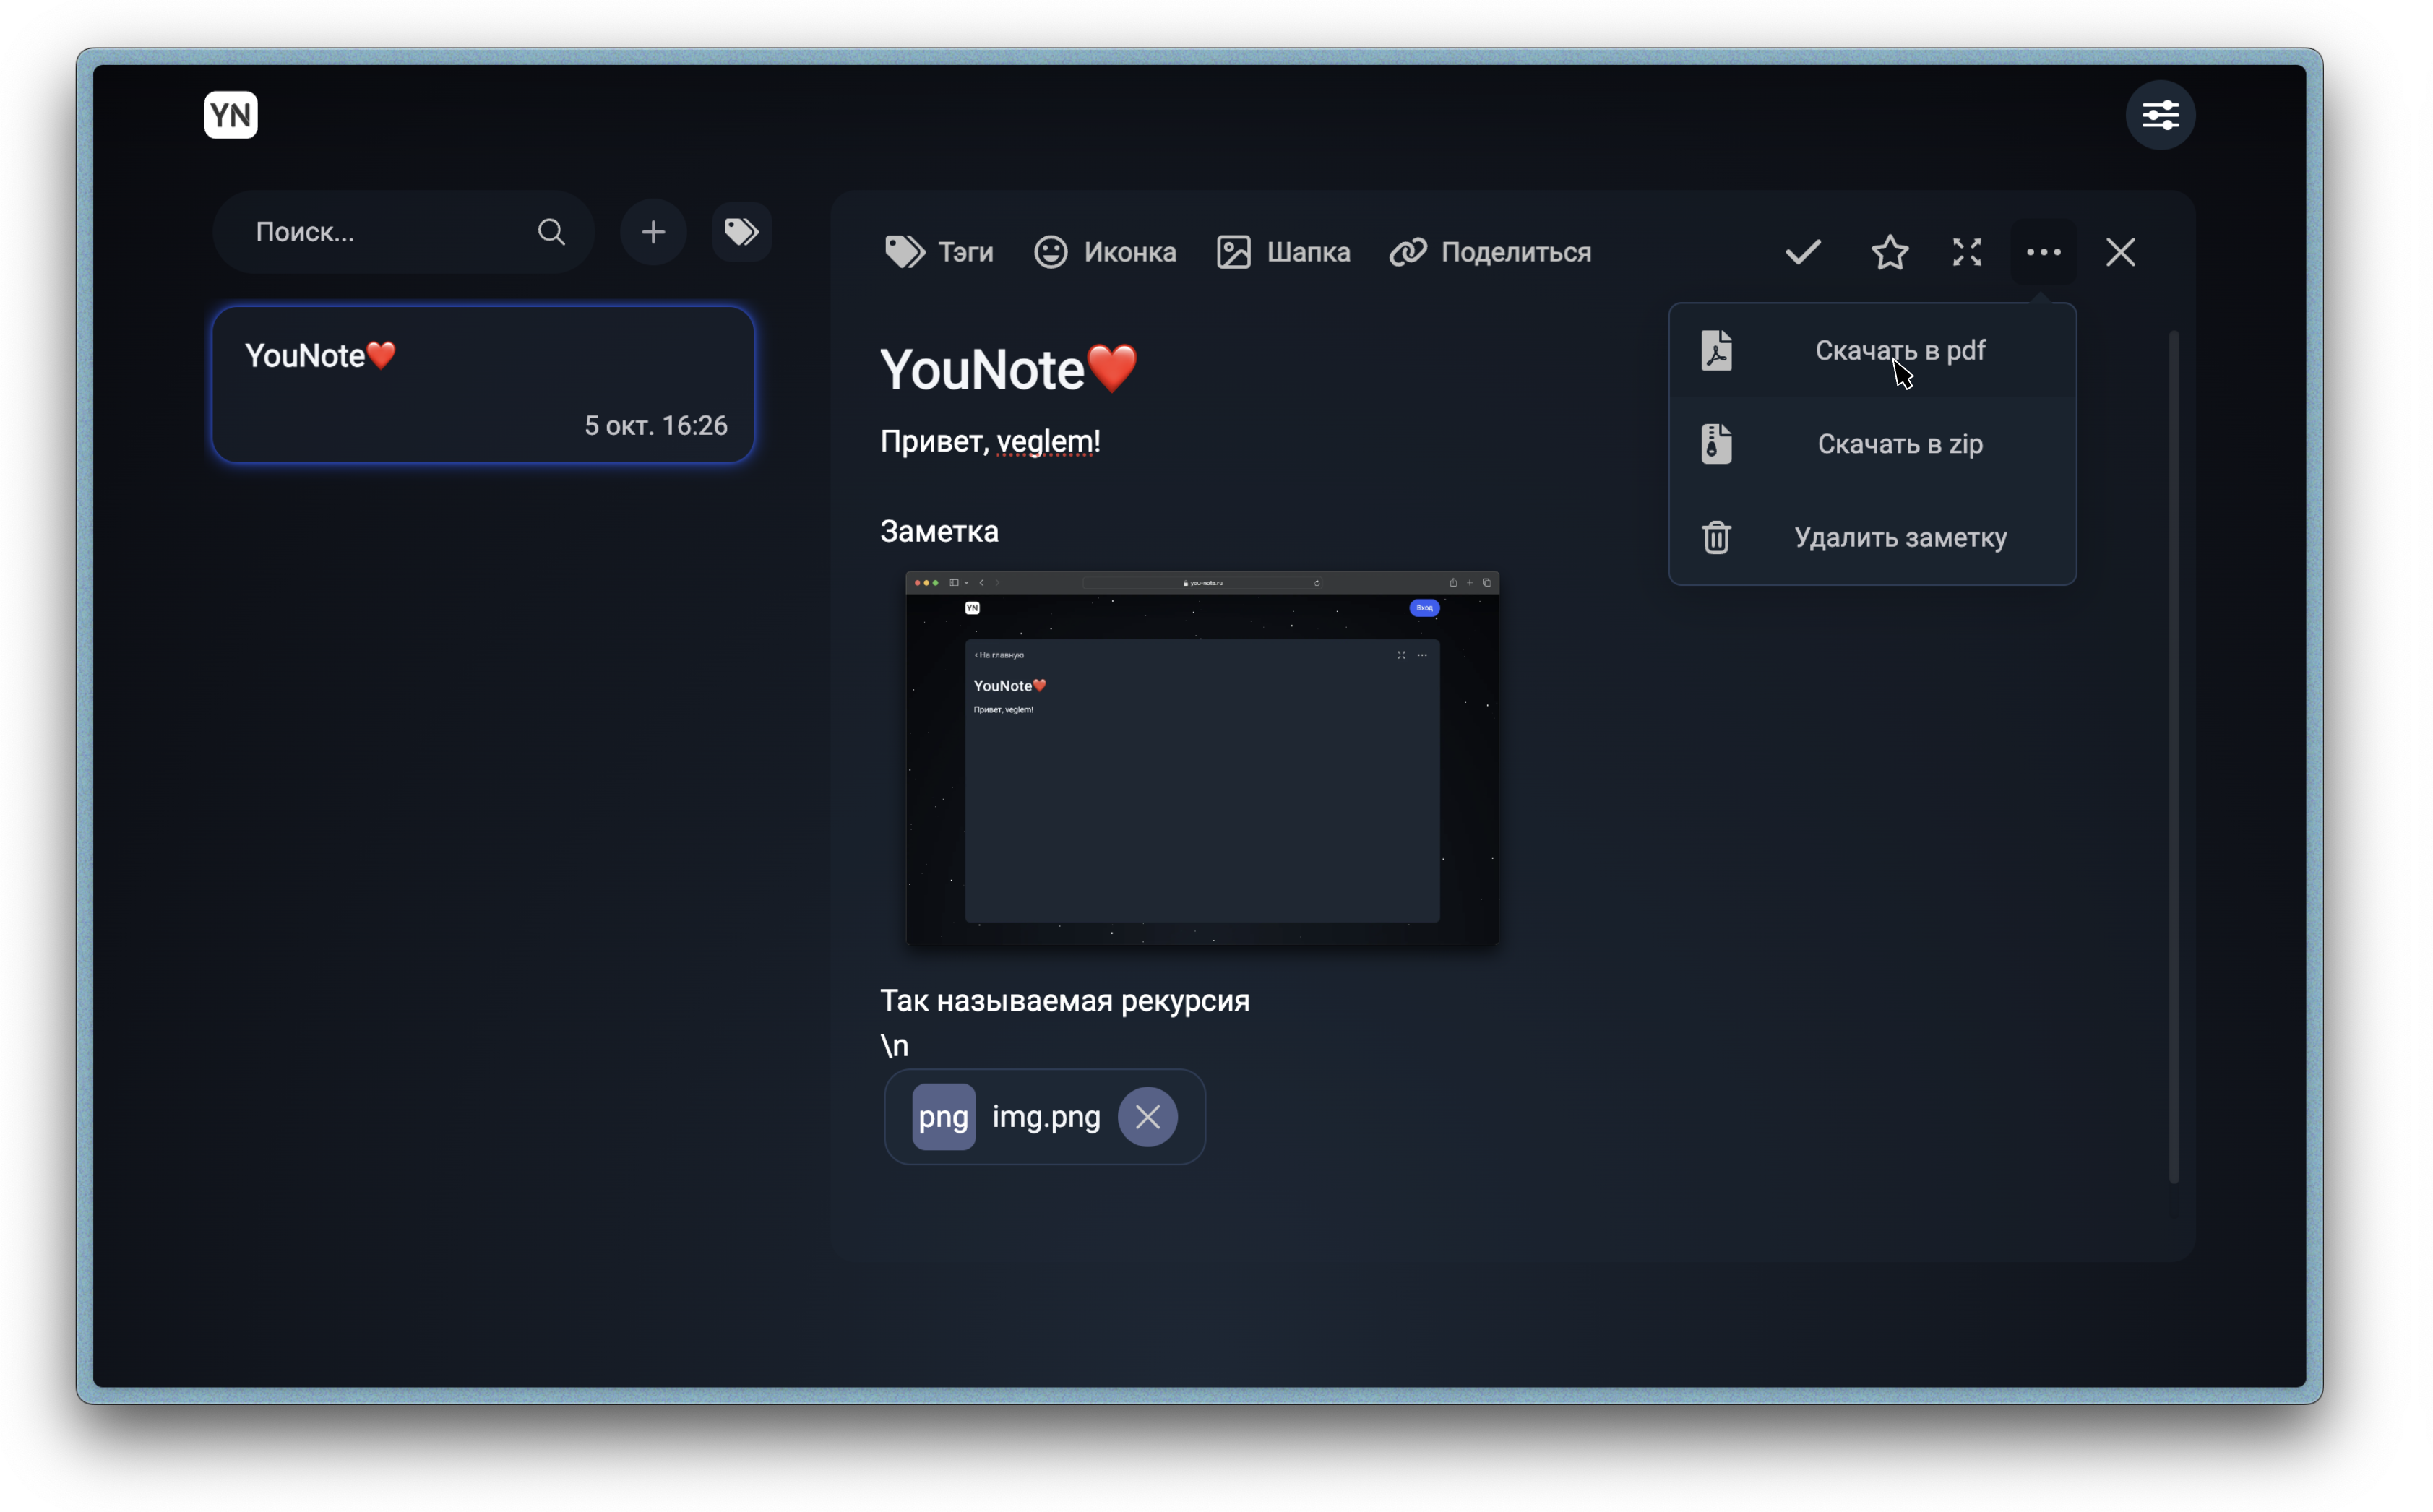 YN
Поиск...
YouNote❤️
5 окт. 16:26
Тэги Иконка Шапка Поделиться
Скачать в pdf
Скачать в zip
Удалить заметку
YouNote❤️
Привет, veglem!
Заметка
you-note.ru
YN
Вход
‹ На главную
YouNote❤️
Привет, veglem!
Так называемая рекурсия
\n
png img.png